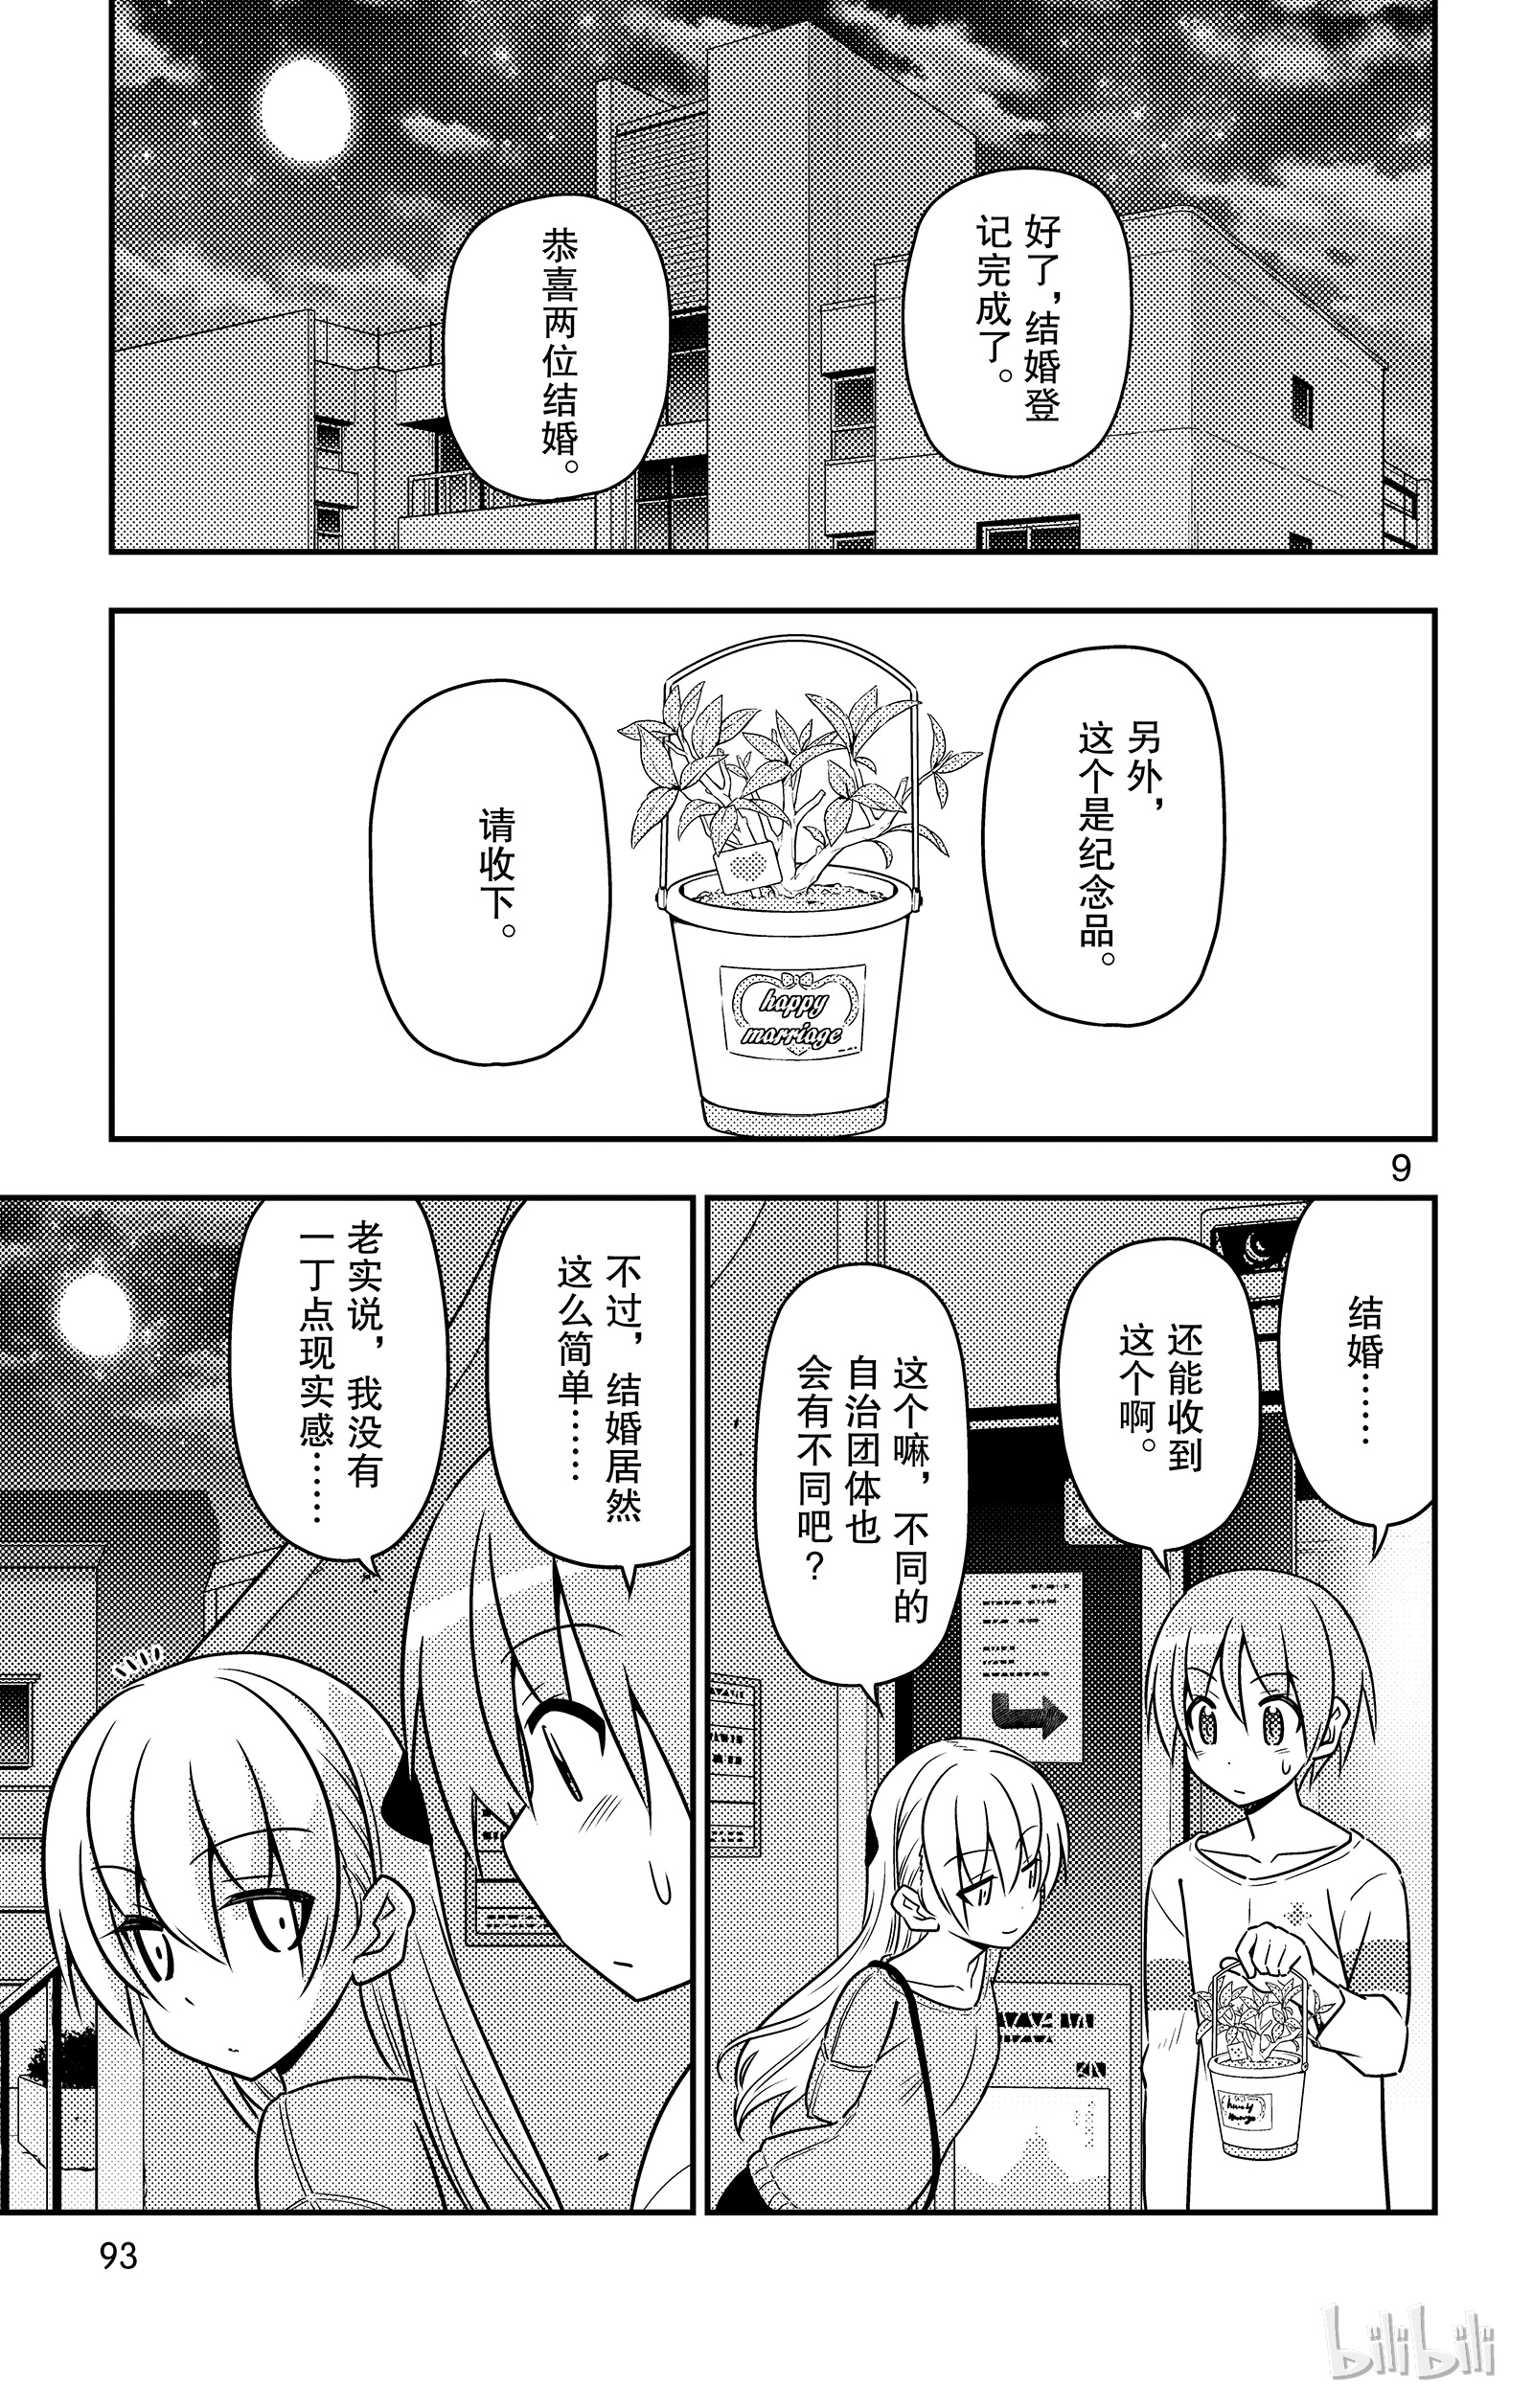 好了，结婚登
记完成了。
恭喜两位结婚。
另外，
这个是纪念品。
请收下。
happy
marriage
9
结婚……
还能收到
这个啊。
这个嘛，不同的
自治团体也
会有不同吧？
不过，结婚居然
这么简单……
老实说，我没有
一丁点现实感……
93
bilibili